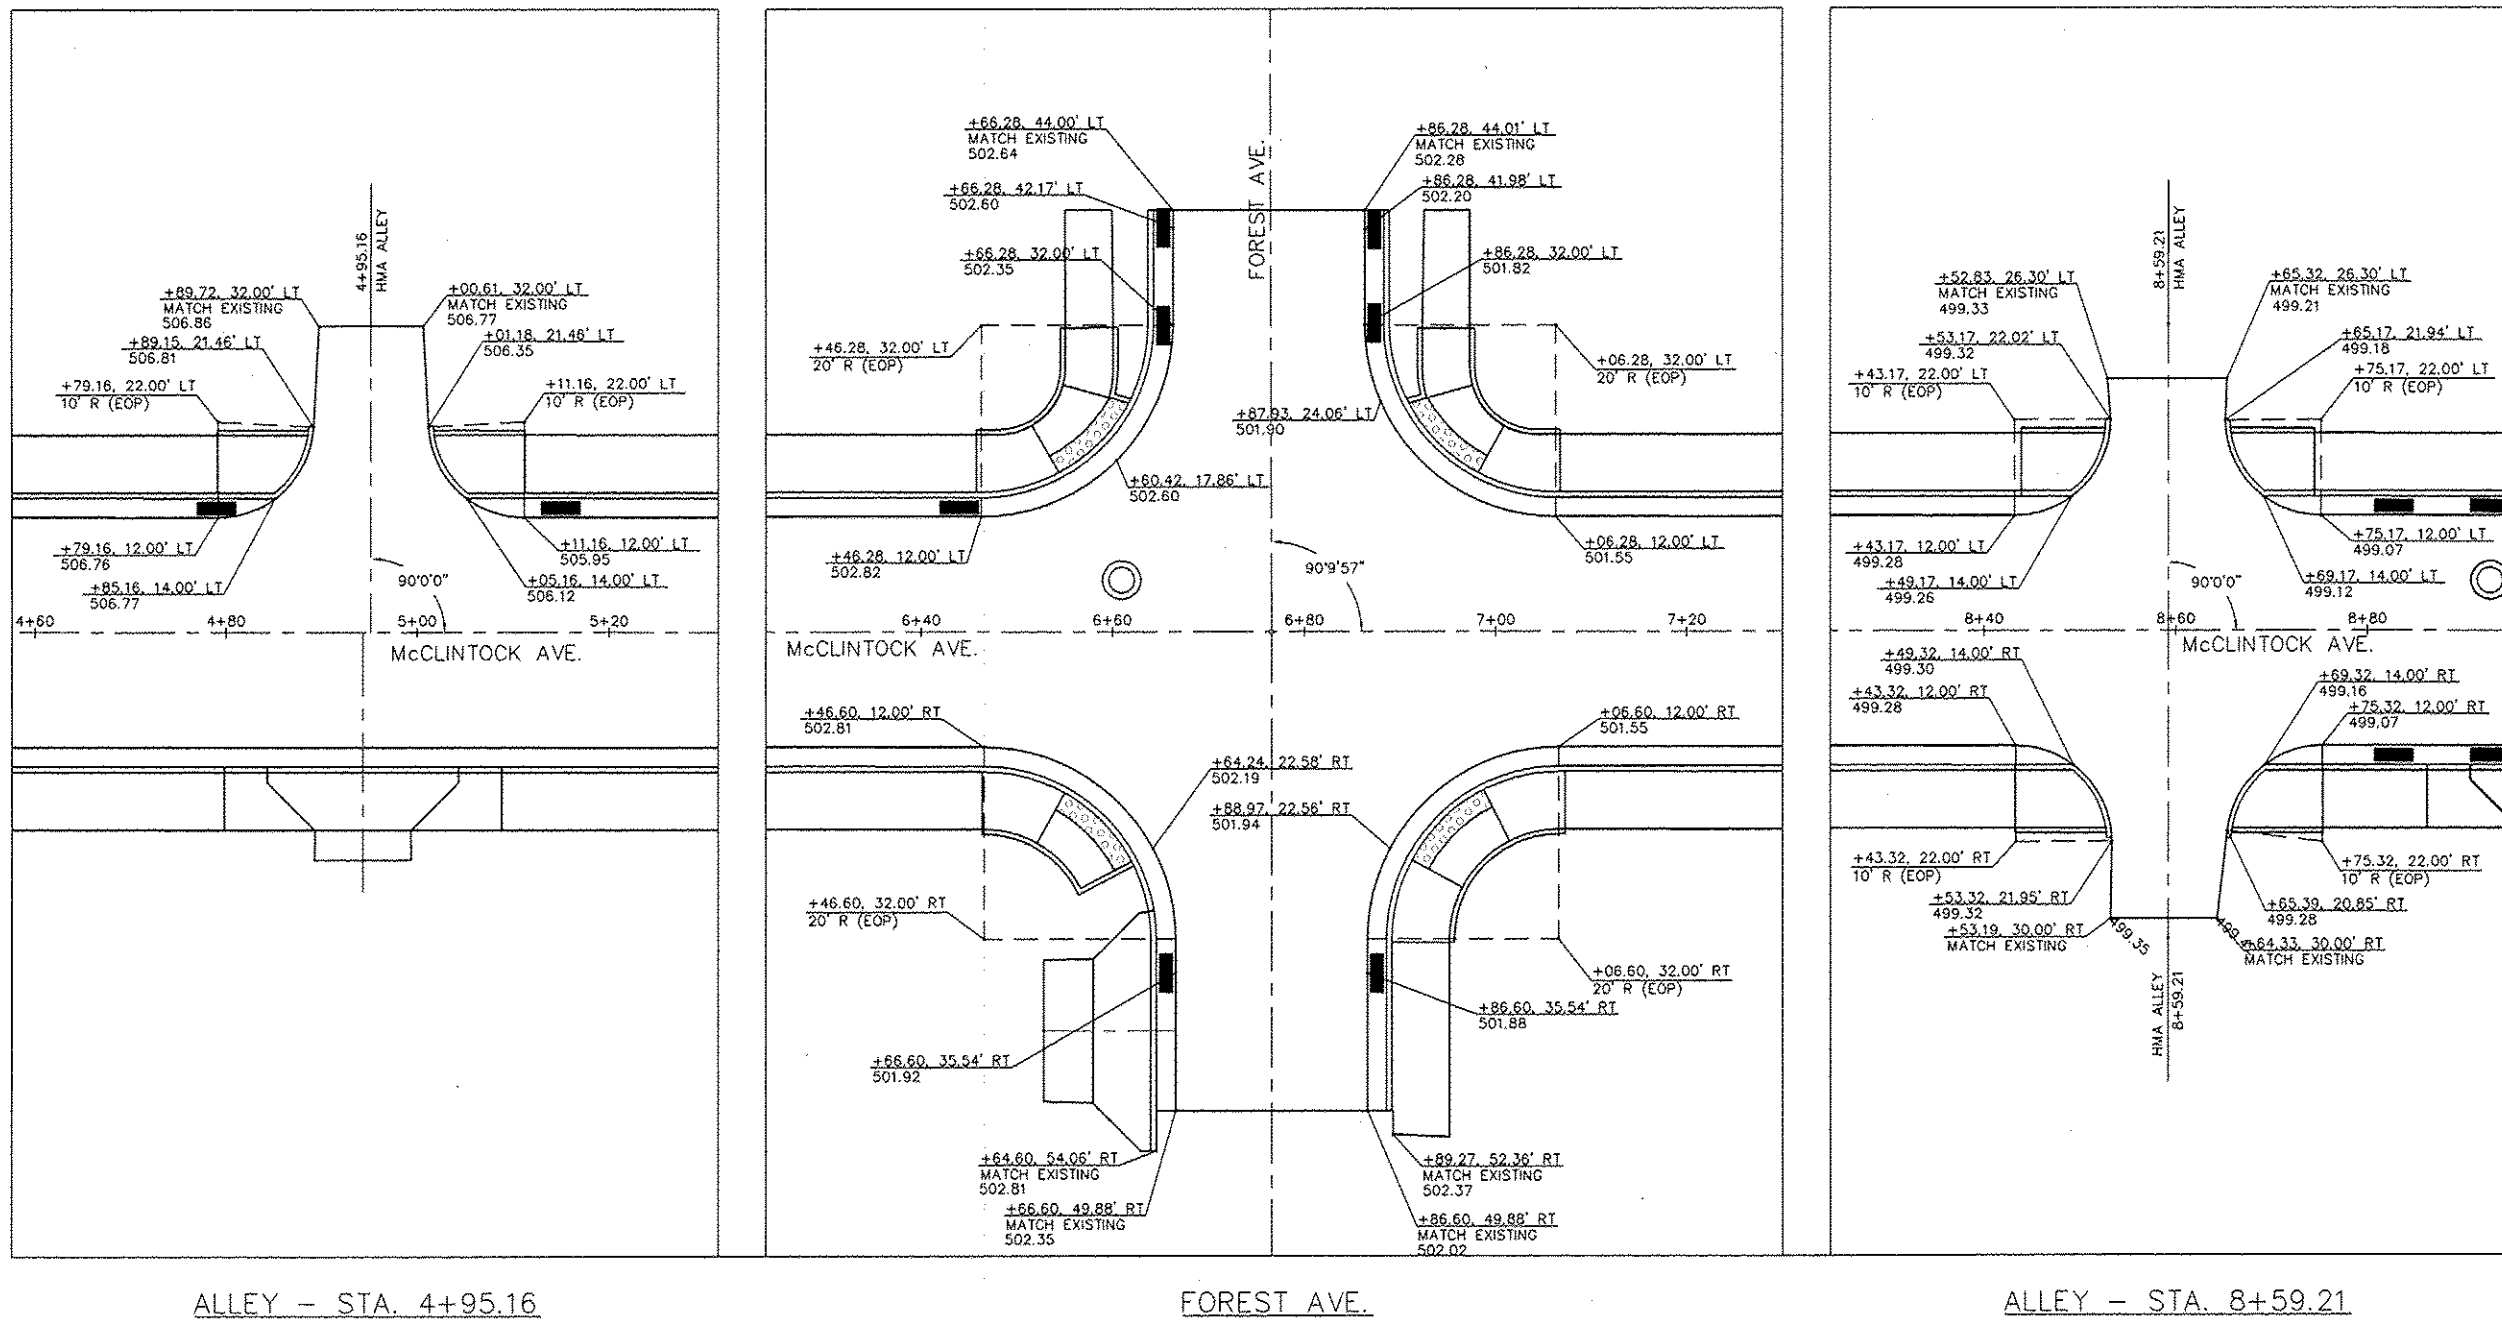 +89.72, 32.00' LT
MATCH EXISTING
506.86
+89.15, 21.46' LT
506.81
+79.16, 22.00' LT
10' R (EOP)
4+95.16
HMA ALLEY
+00.61, 32.00' LT
MATCH EXISTING
506.77
+01.18, 21.46' LT
506.35
+11.16, 22.00' LT
10' R (EOP)
+79.16, 12.00' LT
506.76
+85.16, 14.00' LT
506.77
90°0'0"
+11.16, 12.00' LT
505.95
+05.16, 14.00' LT
506.12
4+60
4+80
5+00
5+20
McCLINTOCK AVE.
ALLEY - STA. 4+95.16
+66.28, 44.00' LT
MATCH EXISTING
502.64
+66.28, 42.17' LT
502.60
+66.28, 32.00' LT
502.35
+46.28, 32.00' LT
20' R (EOP)
FOREST AVE.
+86.28, 44.01' LT
MATCH EXISTING
502.28
+86.28, 41.98' LT
502.20
+86.28, 32.00' LT
501.82
+06.28, 32.00' LT
20' R (EOP)
+87.93, 24.06' LT
501.90
+60.42, 17.86' LT
502.60
+46.28, 12.00' LT
502.82
+06.28, 12.00' LT
501.55
90°9'57"
6+40
6+60
6+80
7+00
7+20
McCLINTOCK AVE.
+46.60, 12.00' RT
502.81
+06.60, 12.00' RT
501.55
+64.24, 22.58' RT
502.19
+88.97, 22.56' RT
501.94
+46.60, 32.00' RT
20' R (EOP)
+06.60, 32.00' RT
20' R (EOP)
+86.60, 35.54' RT
501.88
+66.60, 35.54' RT
501.92
+64.60, 54.06' RT
MATCH EXISTING
502.81
+66.60, 49.88' RT
MATCH EXISTING
502.35
+89.27, 52.36' RT
MATCH EXISTING
502.37
+86.60, 49.88' RT
MATCH EXISTING
502.02
FOREST AVE.
+52.83, 26.30' LT
MATCH EXISTING
499.33
+53.17, 22.02' LT
499.32
+43.17, 22.00' LT
10' R (EOP)
8+59.21
HMA ALLEY
+65.32, 26.30' LT
MATCH EXISTING
499.21
+65.17, 21.94' LT
499.18
+75.17, 22.00' LT
10' R (EOP)
+43.17, 12.00' LT
499.28
+49.17, 14.00' LT
499.26
90°0'0"
+75.17, 12.00' LT
499.07
+69.17, 14.00' LT
499.12
8+40
8+60
8+80
McCLINTOCK AVE.
+49.32, 14.00' RT
499.30
+43.32, 12.00' RT
499.28
+69.32, 14.00' RT
499.16
+75.32, 12.00' RT
499.07
+43.32, 22.00' RT
10' R (EOP)
+53.32, 21.95' RT
499.32
+53.19, 30.00' RT
MATCH EXISTING
499.35
+75.32, 22.00' RT
10' R (EOP)
+65.39, 20.85' RT
499.28
+64.33, 30.00' RT
MATCH EXISTING
HMA ALLEY
8+59.21
ALLEY - STA. 8+59.21